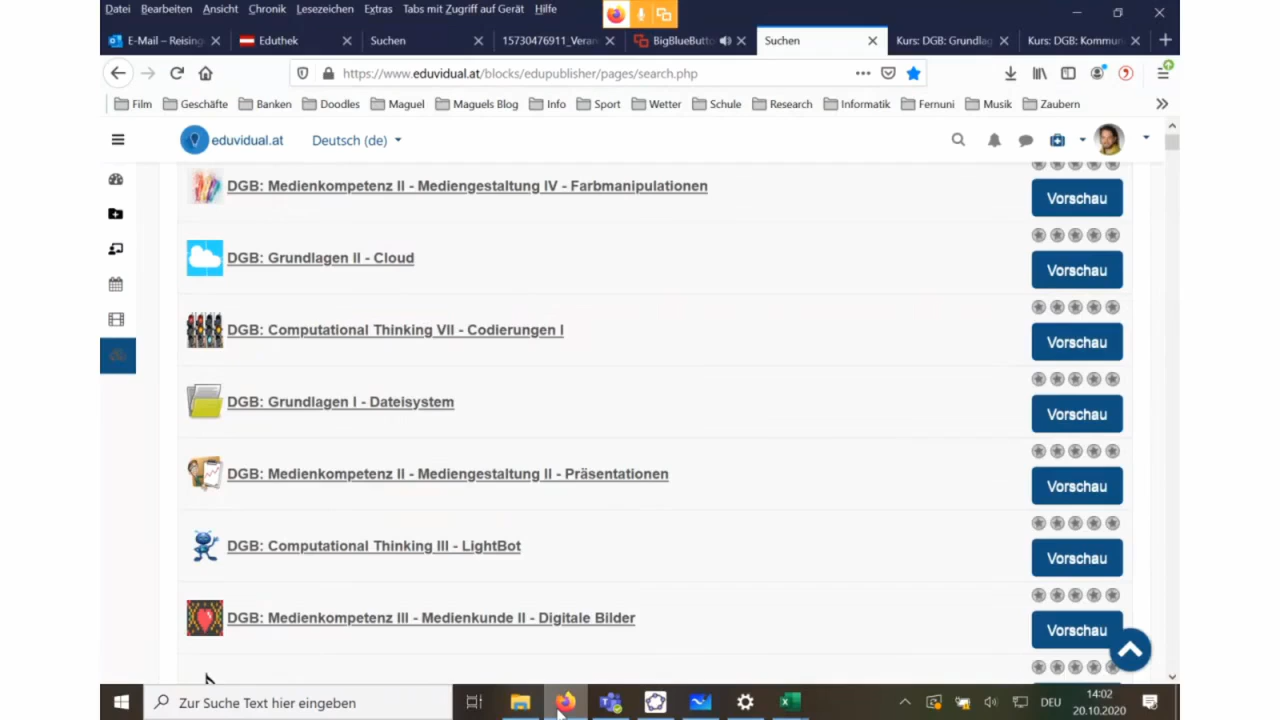 Datei Bearbeiten Ansicht Chronik Lesezeichen Extras Tabs mit Zugriff auf Gerät Hilfe
E-Mail – Reising Eduthek Suchen 15730476911_Veran BigBlueButto Suchen Kurs: DGB: Grundlag Kurs: DGB: Kommun
https://www.eduvidual.at/blocks/edupublisher/pages/search.php
Film Geschäfte Banken Doodles Maguel Maguels Blog Info Sport Wetter Schule Research Informatik Fernuni Musik Zaubern
eduvidual.at Deutsch (de)
DGB: Medienkompetenz II - Mediengestaltung IV - Farbmanipulationen
Vorschau
DGB: Grundlagen II - Cloud
Vorschau
DGB: Computational Thinking VII - Codierungen I
Vorschau
DGB: Grundlagen I - Dateisystem
Vorschau
DGB: Medienkompetenz II - Mediengestaltung II - Präsentationen
Vorschau
DGB: Computational Thinking III - LightBot
Vorschau
DGB: Medienkompetenz III - Medienkunde II - Digitale Bilder
Vorschau
Zur Suche Text hier eingeben
DEU
14:02
20.10.2020